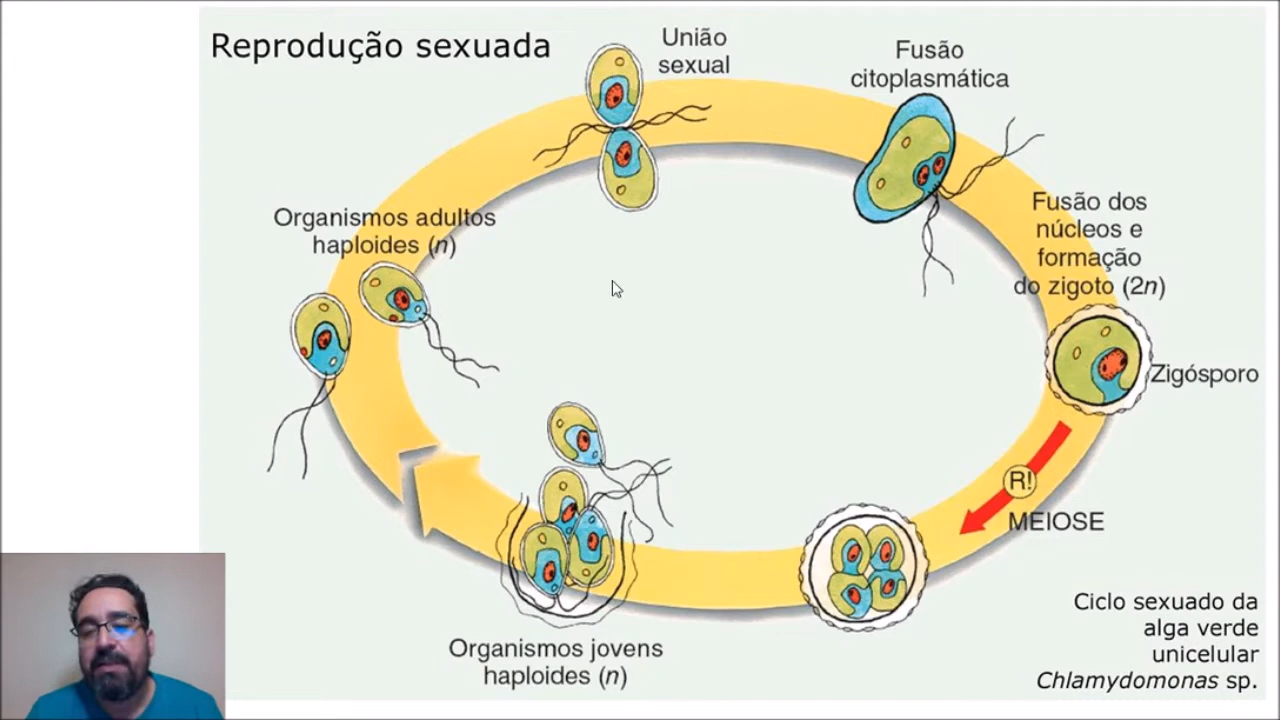 Reprodução sexuada
União
sexual
Fusão
citoplasmática
Fusão dos
núcleos e
formação
do zigoto (2n)
Organismos adultos
haploides (n)
Zigósporo
R!
MEIOSE
Organismos jovens
haploides (n)
Ciclo sexuado da
alga verde
unicelular
Chlamydomonas sp.